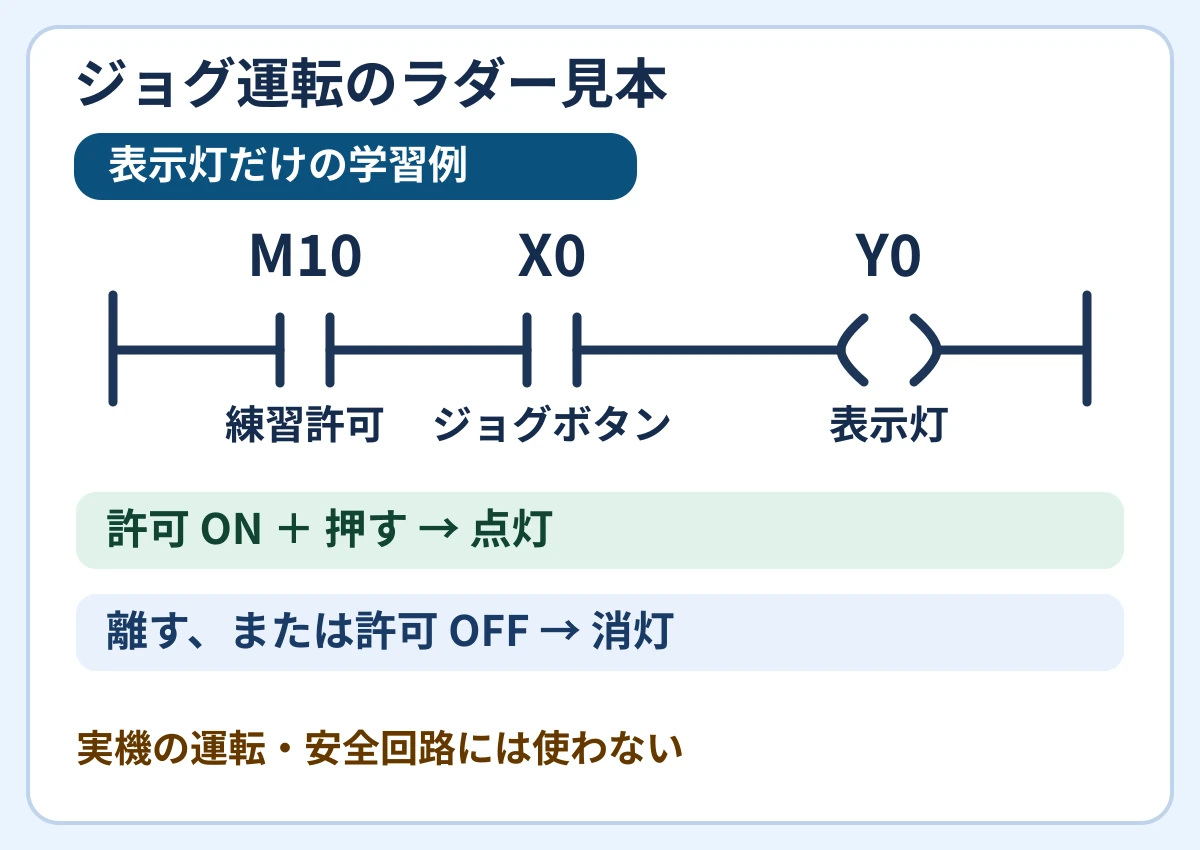 ジョグ運転のラダー見本
表示灯だけの学習例
M10 X0 Y0
練習許可 ジョグボタン 表示灯
許可 ON ＋ 押す → 点灯
離す、または許可 OFF → 消灯
実機の運転・安全回路には使わない